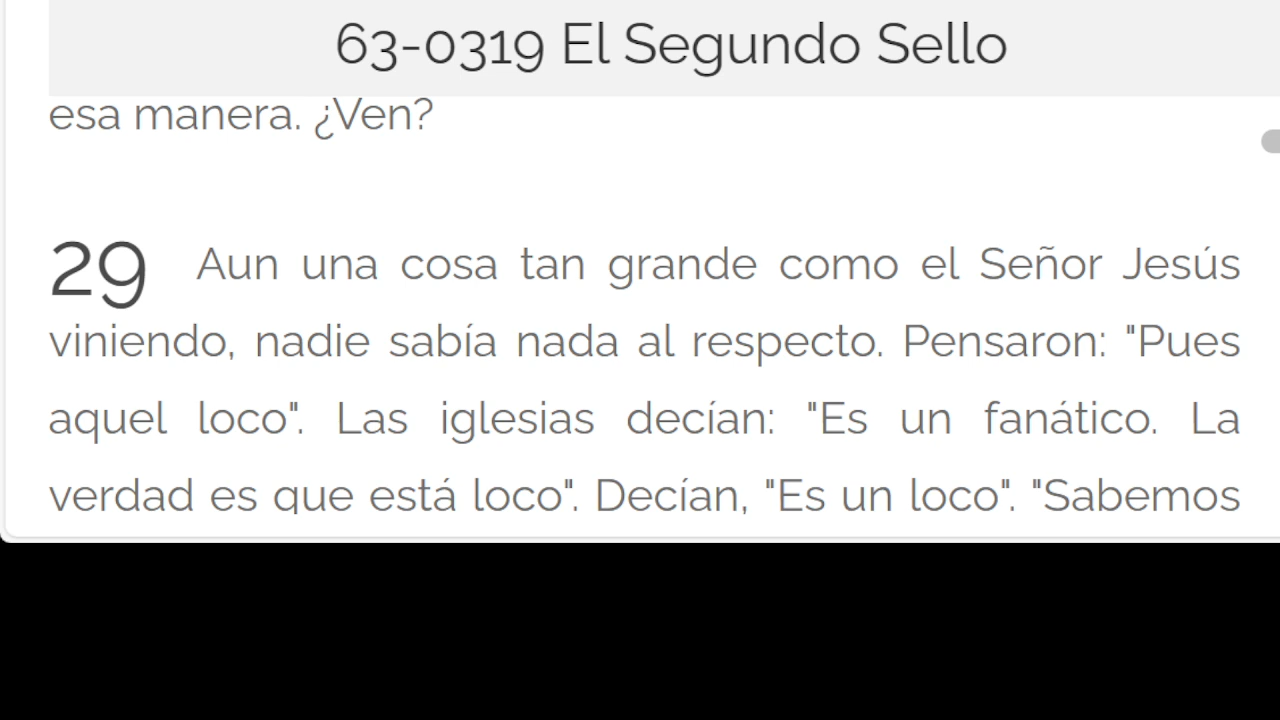 63-0319 El Segundo Sello
esa manera. ¿Ven?
29 Aun una cosa tan grande como el Señor Jesús
viniendo, nadie sabía nada al respecto. Pensaron: "Pues
aquel loco". Las iglesias decían: "Es un fanático. La
verdad es que está loco". Decían, "Es un loco". "Sabemos